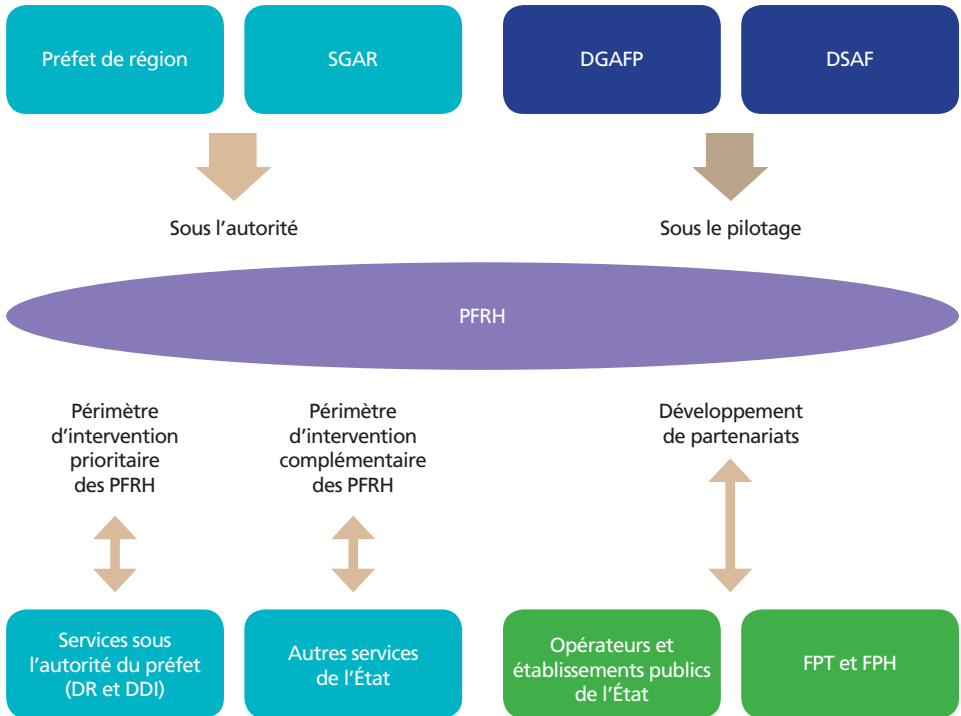 Préfet de région
SGAR
DGAFP
DSAF
Sous l'autorité
Sous le pilotage
PFRH
Périmètre
d'intervention
prioritaire
des PFRH
Périmètre
d'intervention
complémentaire
des PFRH
Développement
de partenariats
Services sous
l'autorité du préfet
(DR et DDI)
Autres services
de l'État
Opérateurs et
établissements publics
de l'État
FPT et FPH